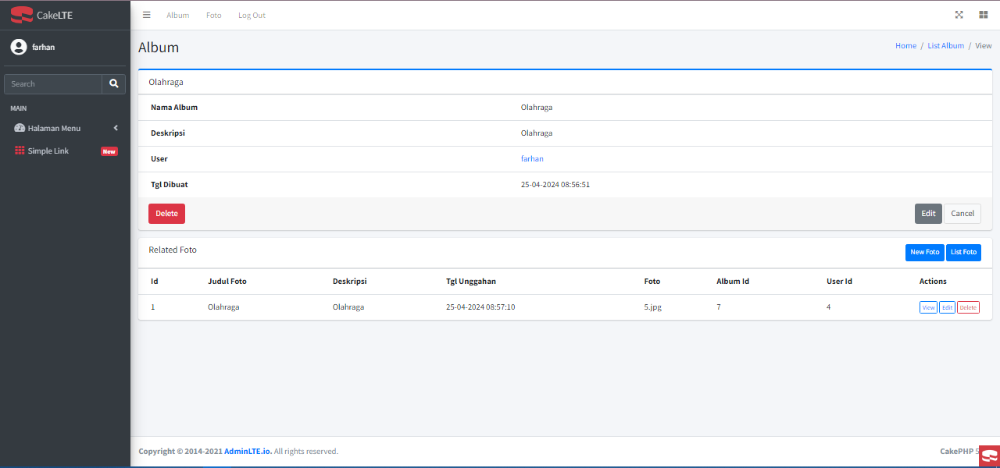 CakeLTE
Album Foto Log Out
farhan
Search
MAIN
Halaman Menu
Simple Link New
Album
Home / List Album / View
Olahraga
Nama Album Olahraga
Deskripsi Olahraga
User farhan
Tgl Dibuat 25-04-2024 08:56:51
Delete Edit Cancel
Related Foto New Foto List Foto
Id Judul Foto Deskripsi Tgl Unggahan Foto Album Id User Id Actions
1 Olahraga Olahraga 25-04-2024 08:57:10 5.jpg 7 4 View Edit Delete
Copyright © 2014-2021 AdminLTE.io. All rights reserved.
CakePHP